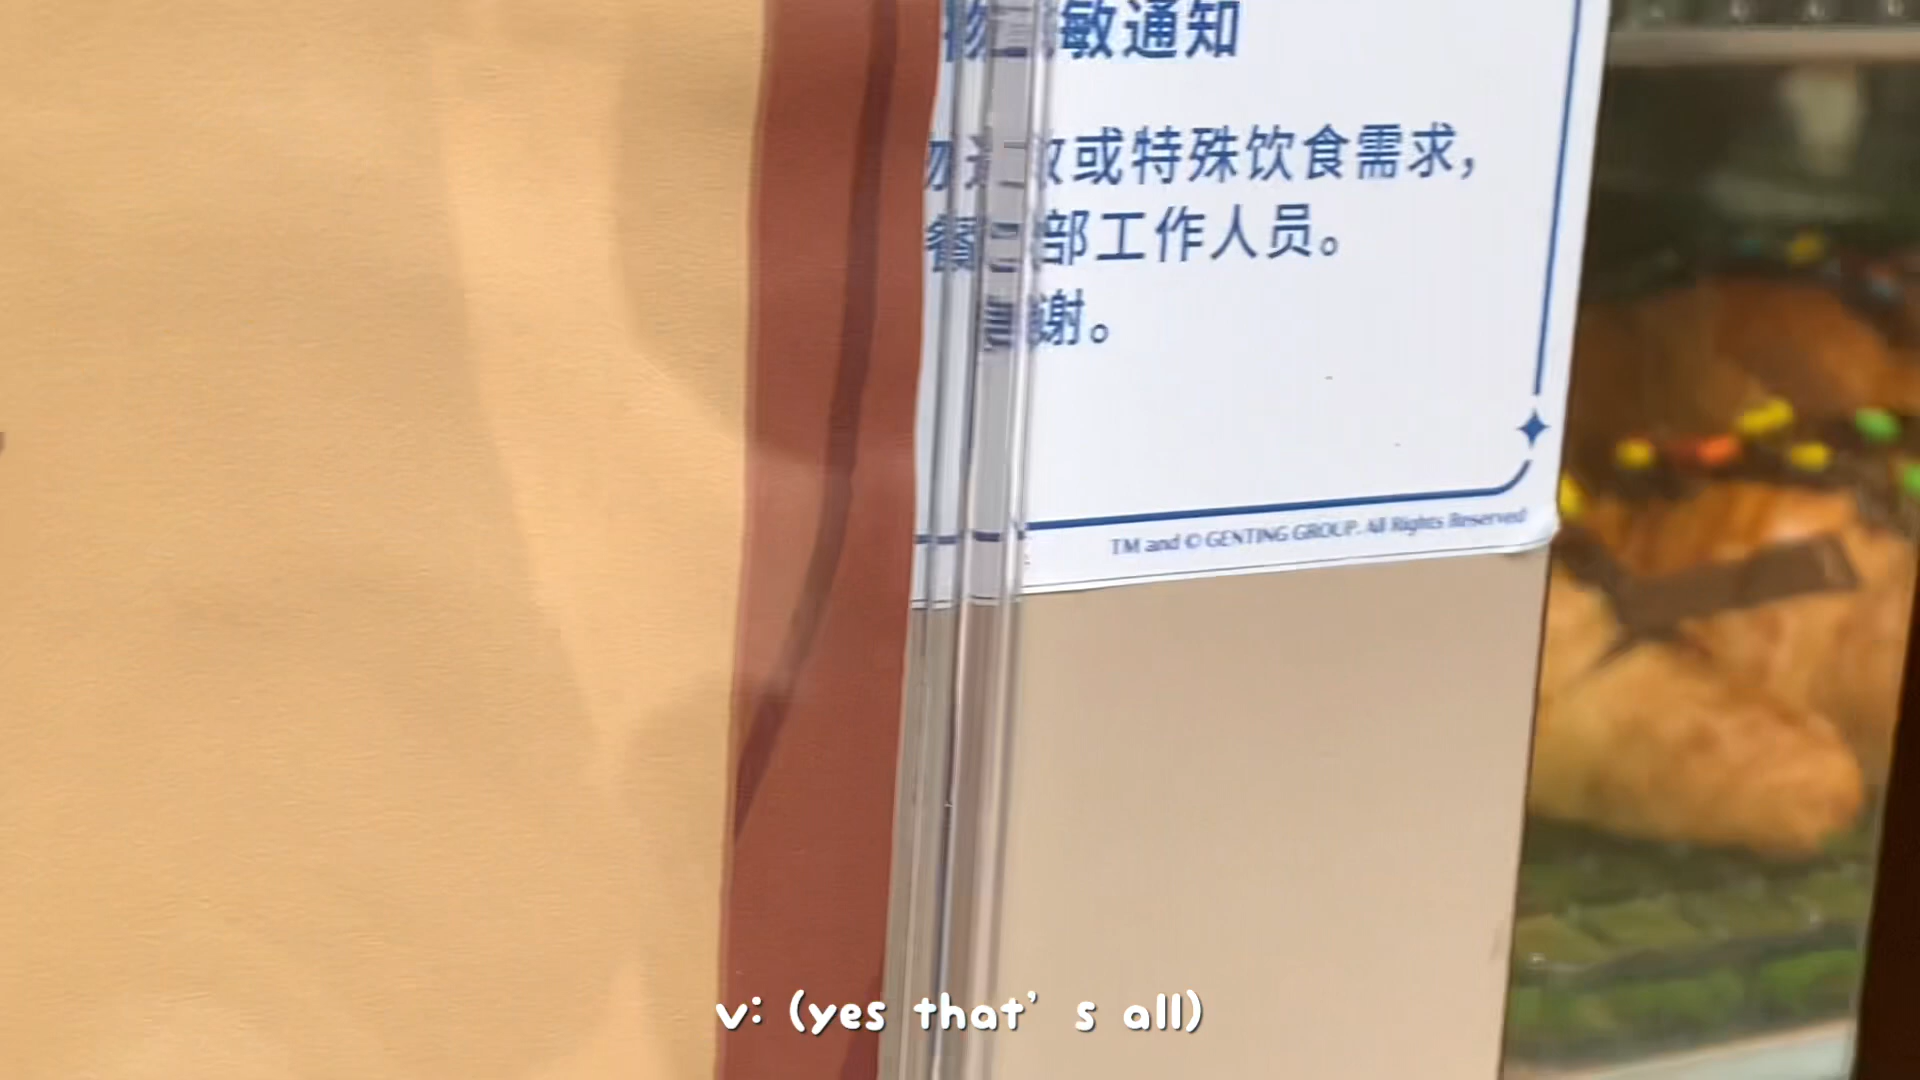 敏通知
或特殊饮食需求，
部工作人员。
谢。
TM and © GENTING GROUP. All Rights Reserved
v: (yes that’s all)